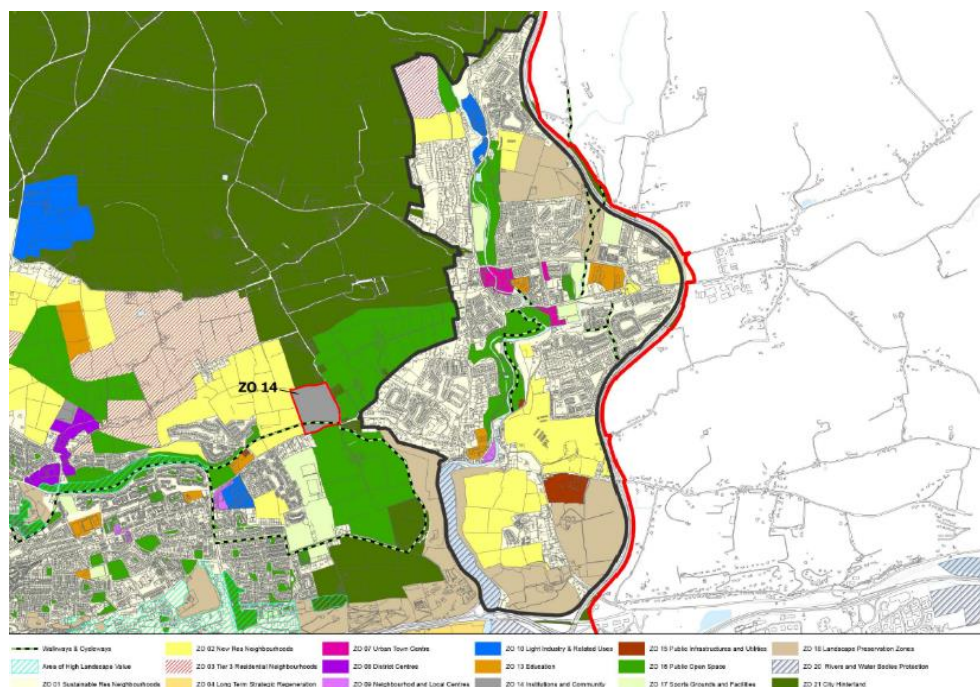 ZO 14
Walkways & Cycleways
ZO 02 New Res Neighbourhoods
ZO 07 Urban Town Centre
ZO 10 Light Industry & Related Uses
ZO 15 Public Infrastructures and Utilities
ZO 18 Landscape Preservation Zones
Area of High Landscape Value
ZO 03 Tier 3 Residential Neighbourhoods
ZO 08 District Centres
ZO 13 Education
ZO 16 Public Open Space
ZO 20 Rivers and Water Bodies Protection
ZO 01 Sustainable Res Neighbourhoods
ZO 04 Long Term Strategic Regeneration
ZO 09 Neighbourhood and Local Centres
ZO 14 Institutions and Community
ZO 17 Sports Grounds and Facilities
ZO 21 City Hinterland